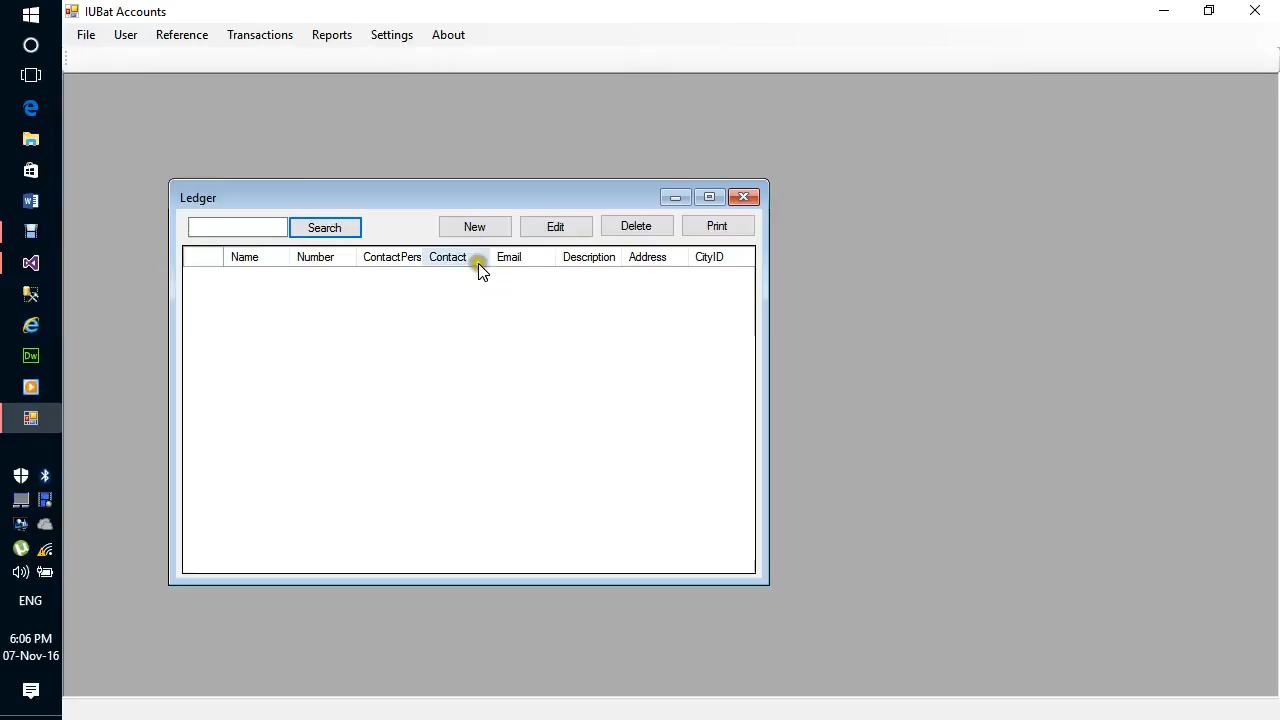 IUBat Accounts
File User Reference Transactions Reports Settings About
Ledger
Search New Edit Delete Print
Name Number ContactPers Contact Email Description Address CityID
Dw
ENG
6:06 PM
07-Nov-16